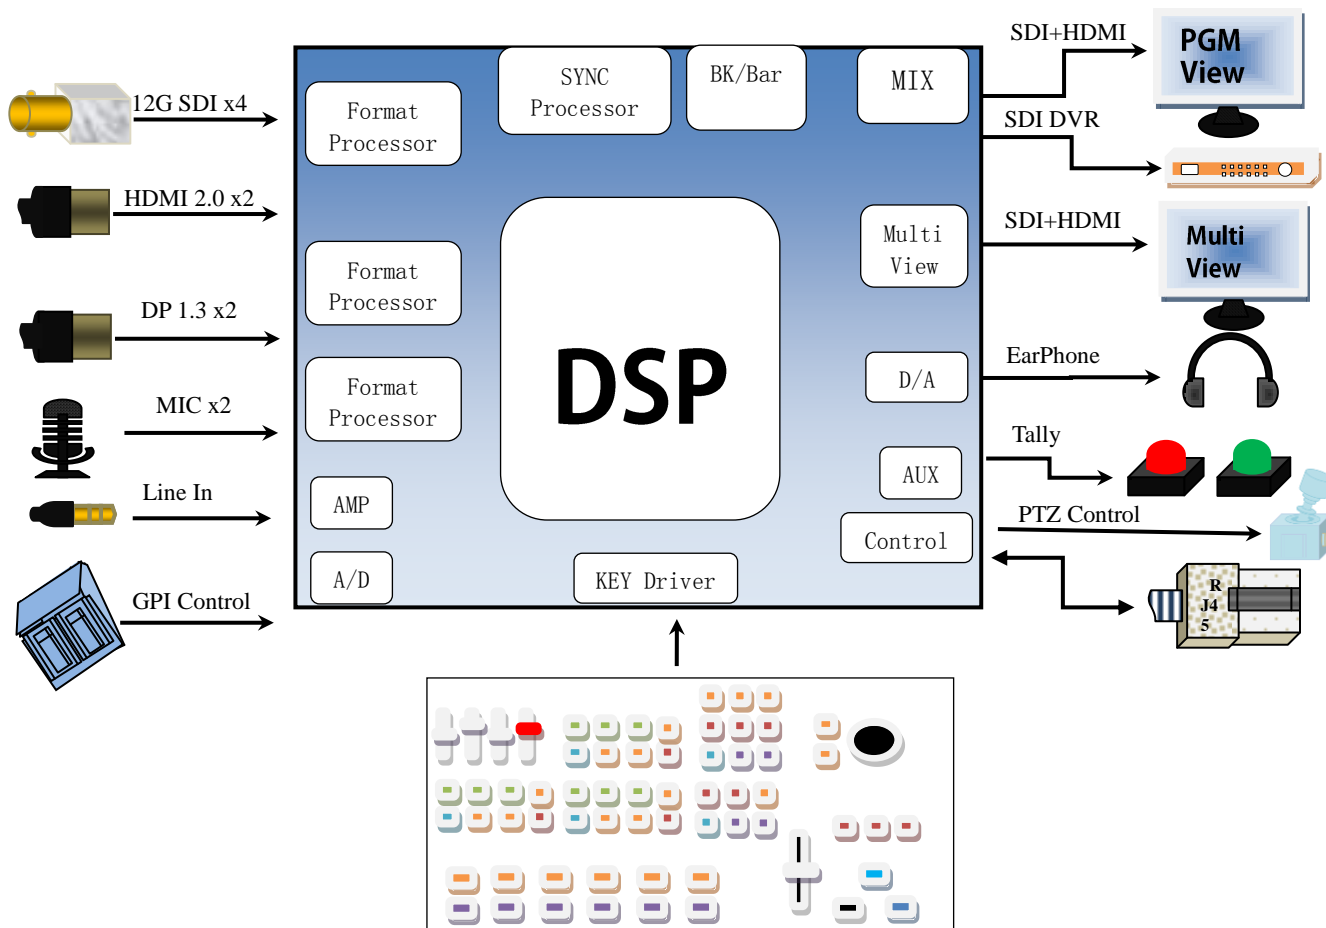 12G SDI x4
HDMI 2.0 x2
DP 1.3 x2
MIC x2
Line In
GPI Control
Format
Processor
Format
Processor
Format
Processor
AMP
A/D
SYNC
Processor
BK/Bar
MIX
DSP
Multi
View
D/A
AUX
Control
KEY Driver
SDI+HDMI
SDI DVR
SDI+HDMI
EarPhone
Tally
PTZ Control
PGM
View
Multi
View
R
J4
5